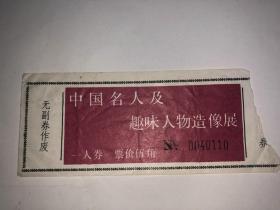 无副券作废
中国名人及
趣味人物造像展
一人券 票价伍角
№ 0040110
券